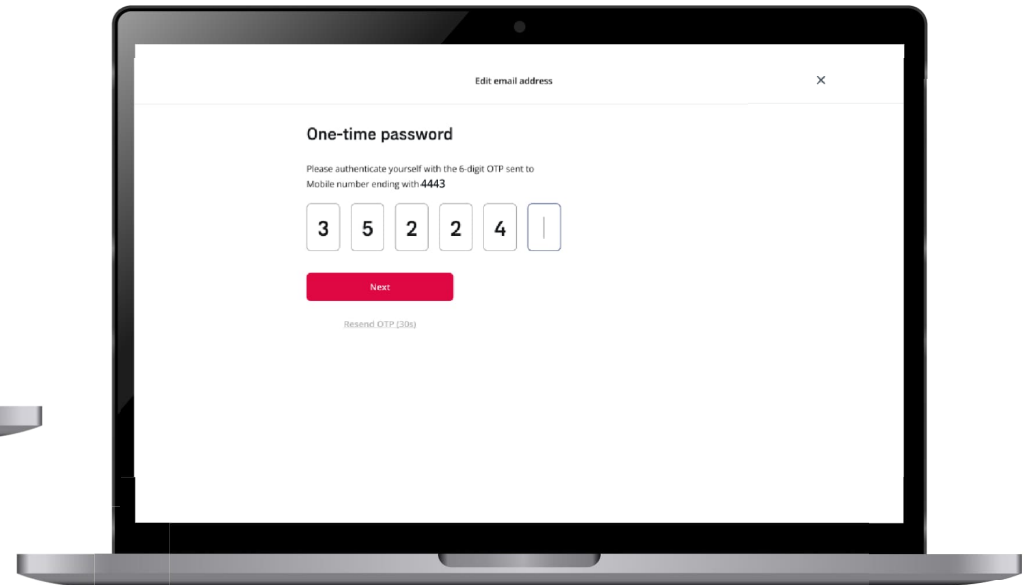 Edit email address
One-time password
Please authenticate yourself with the 6-digit OTP sent to
Mobile number ending with 4443
3 5 2 2 4
Next
Resend OTP (30s)